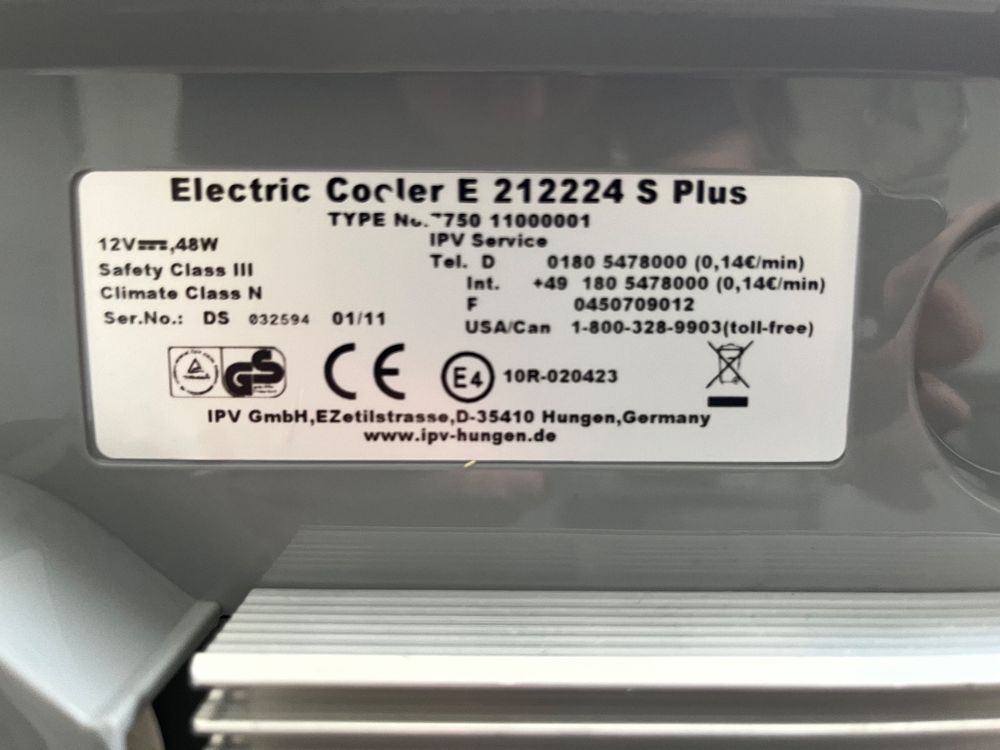 Electric Cooler E 212224 S Plus
TYPE No. 7750 11000001
12V⎓,48W
Safety Class III
Climate Class N
Ser.No.: DS 032594 01/11
IPV Service
Tel. D 0180 5478000 (0,14€/min)
Int. +49 180 5478000 (0,14€/min)
F 0450709012
USA/Can 1-800-328-9903(toll-free)
GS
CE
E4 10R-020423
IPV GmbH,EZetilstrasse,D-35410 Hungen,Germany
www.ipv-hungen.de